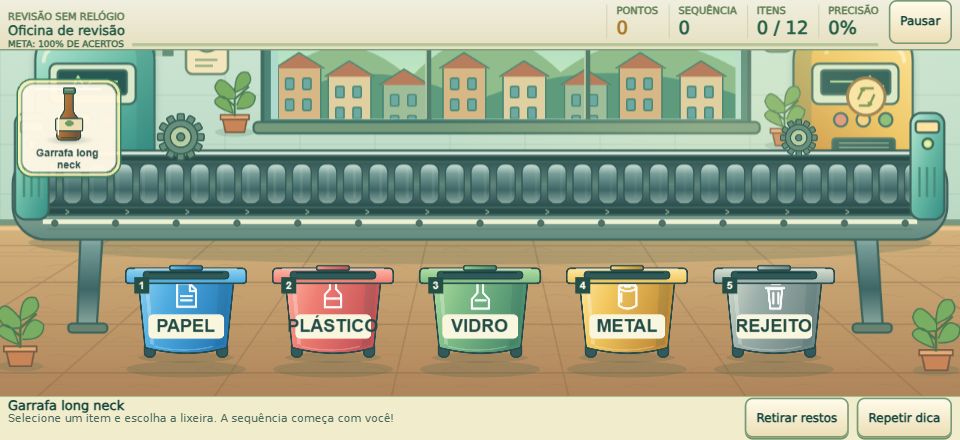 REVISÃO SEM RELÓGIO
Oficina de revisão
META: 100% DE ACERTOS
PONTOS
0
SEQUÊNCIA
0
ITENS
0 / 12
PRECISÃO
0%
Pausar
Garrafa long
neck
1
PAPEL
2
PLÁSTICO
3
VIDRO
4
METAL
5
REJEITO
Garrafa long neck
Selecione um item e escolha a lixeira. A sequência começa com você!
Retirar restos
Repetir dica